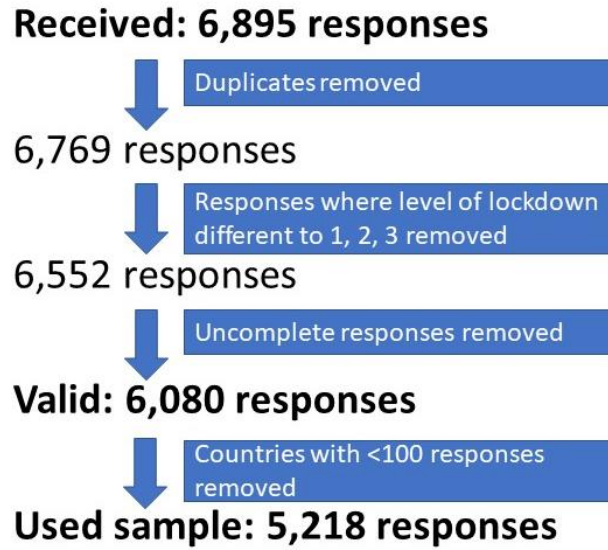 Received: 6,895 responses
Duplicates removed
6,769 responses
Responses where level of lockdown
different to 1, 2, 3 removed
6,552 responses
Uncomplete responses removed
Valid: 6,080 responses
Countries with <100 responses
removed
Used sample: 5,218 responses